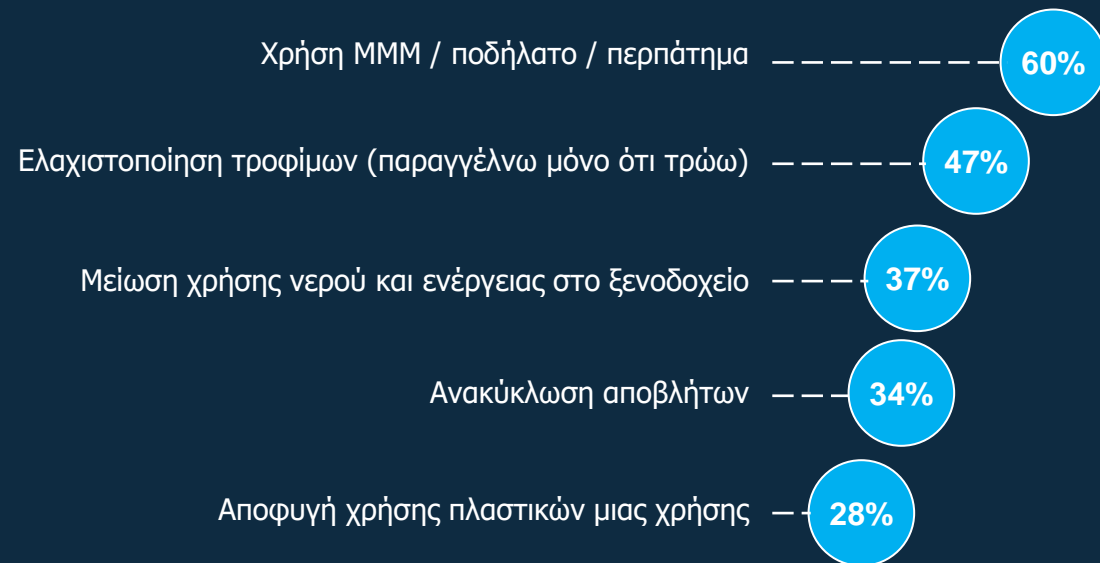 Χρήση ΜΜΜ / ποδήλατο / περπάτημα 60%
Ελαχιστοποίηση τροφίμων (παραγγέλνω μόνο ότι τρώω) 47%
Μείωση χρήσης νερού και ενέργειας στο ξενοδοχείο 37%
Ανακύκλωση αποβλήτων 34%
Αποφυγή χρήσης πλαστικών μιας χρήσης 28%